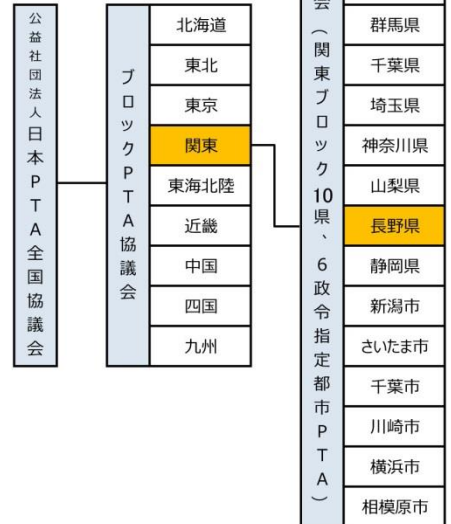 公益社団法人日本PTA全国協議会
ブロックPTA協議会
北海道
東北
東京
関東
東海北陸
近畿
中国
四国
九州
会（関東ブロック10県、6政令指定都市PTA）
群馬県
千葉県
埼玉県
神奈川県
山梨県
長野県
静岡県
新潟市
さいたま市
千葉市
川崎市
横浜市
相模原市